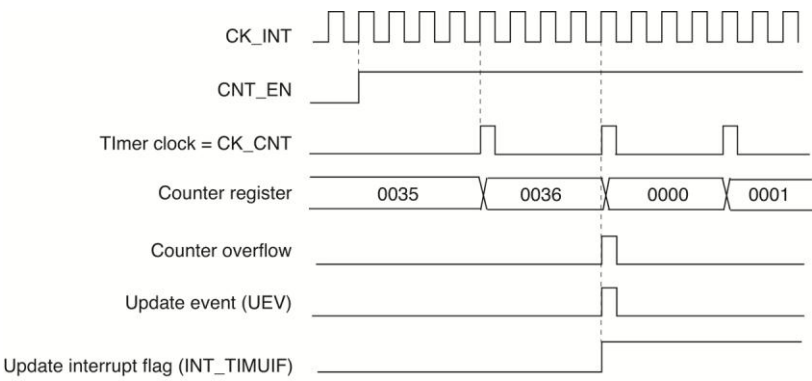 CK_INT
CNT_EN
TImer clock = CK_CNT
Counter register 0035 0036 0000 0001
Counter overflow
Update event (UEV)
Update interrupt flag (INT_TIMUIF)